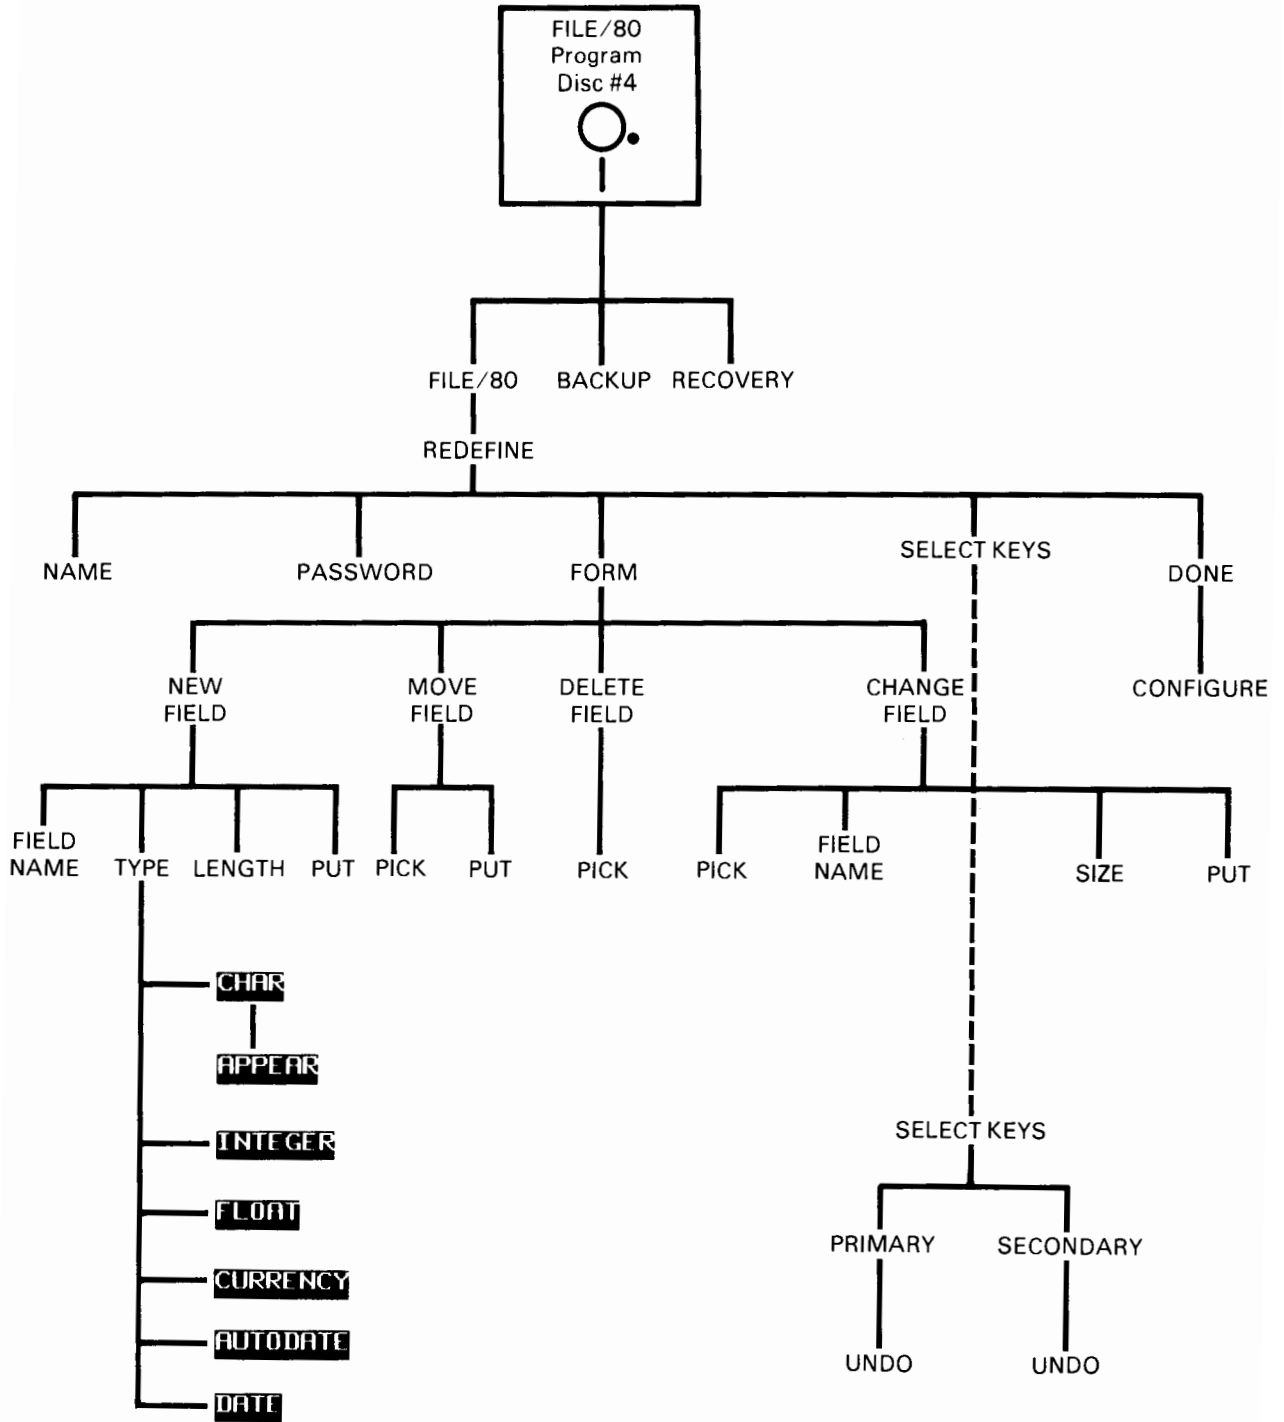 FILE/80
Program
Disc #4
FILE/80 BACKUP RECOVERY
REDEFINE
NAME PASSWORD FORM SELECT KEYS DONE
NEW FIELD
MOVE FIELD
DELETE FIELD
CHANGE FIELD
CONFIGURE
FIELD NAME
TYPE LENGTH PUT PICK PUT PICK PICK
FIELD NAME
SIZE PUT
CHAR
APPEAR
INTEGER
FLOAT
CURRENCY
AUTODATE
DATE
SELECT KEYS
PRIMARY SECONDARY
UNDO UNDO